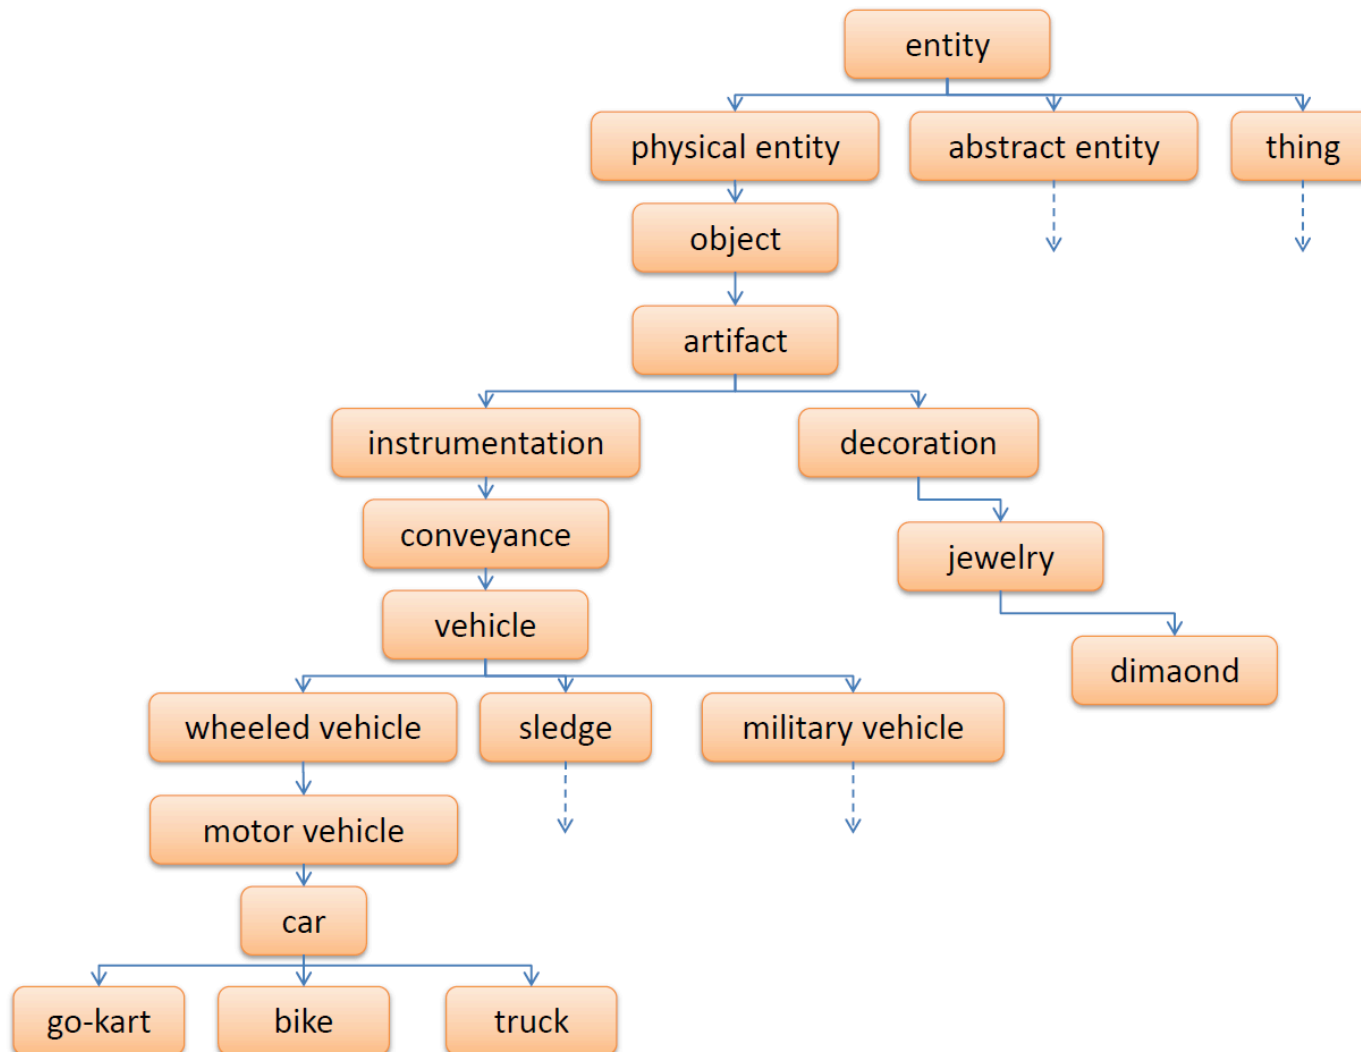 entity
physical entity
abstract entity
thing
object
artifact
instrumentation
decoration
conveyance
jewelry
vehicle
dimaond
wheeled vehicle
sledge
military vehicle
motor vehicle
car
go-kart
bike
truck